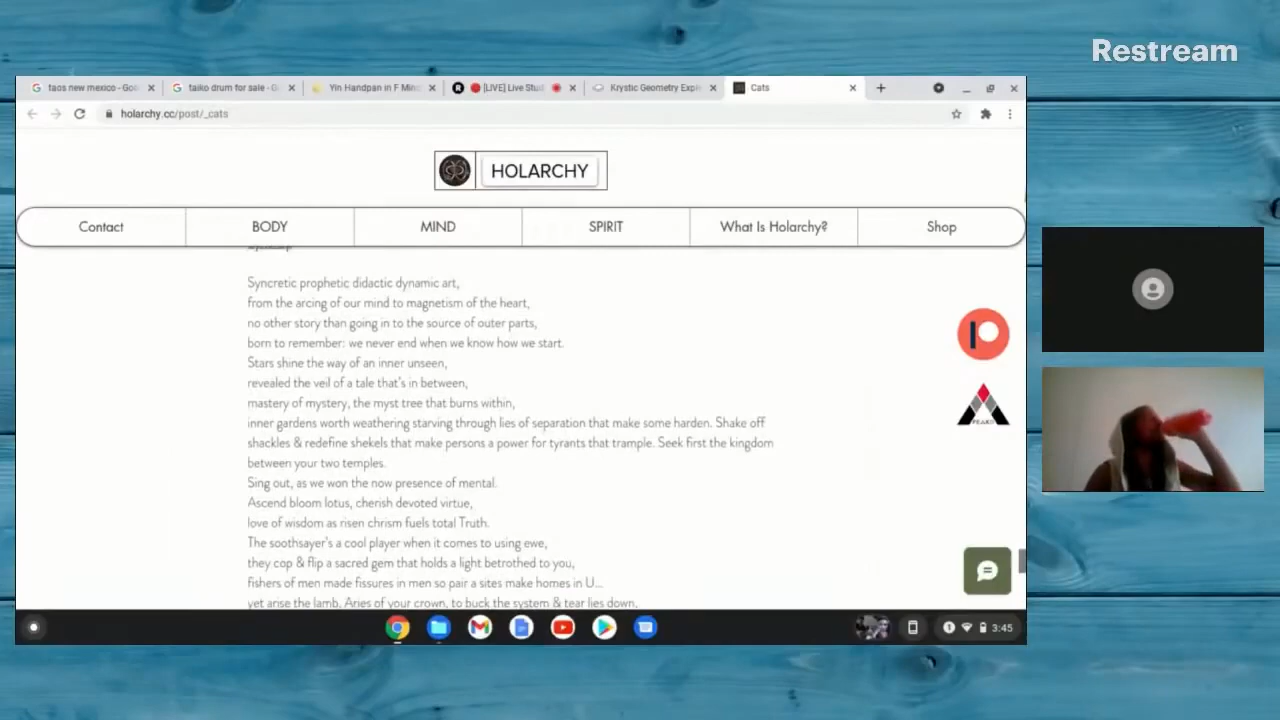 Restream
taos new mexico - Goo
taiko drum for sale - G
Yin Handpan in F Mino
[LIVE] Live Stud
Krystic Geometry Expl
Cats
holarchy.cc/post/_cats
HOLARCHY
Contact
BODY
MIND
SPIRIT
What Is Holarchy?
Shop
Syncretic prophetic didactic dynamic art,
from the arcing of our mind to magnetism of the heart,
no other story than going in to the source of outer parts,
born to remember: we never end when we know how we start.
Stars shine the way of an inner unseen,
revealed the veil of a tale that's in between,
mastery of mystery, the myst tree that burns within,
inner gardens worth weathering starving through lies of separation that make some harden. Shake off
shackles & redefine shekels that make persons a power for tyrants that trample. Seek first the kingdom
between your two temples.
Sing out, as we won the now presence of mental.
Ascend bloom lotus, cherish devoted virtue,
love of wisdom as risen chrism fuels total Truth.
The soothsayer's a cool player when it comes to using ewe,
they cop & flip a sacred gem that holds a light betrothed to you,
fishers of men made fissures in men so pair a sites make homes in U...
yet arise the lamb, Aries of your crown, to buck the system & tear lies down.
PEAKD
3:45